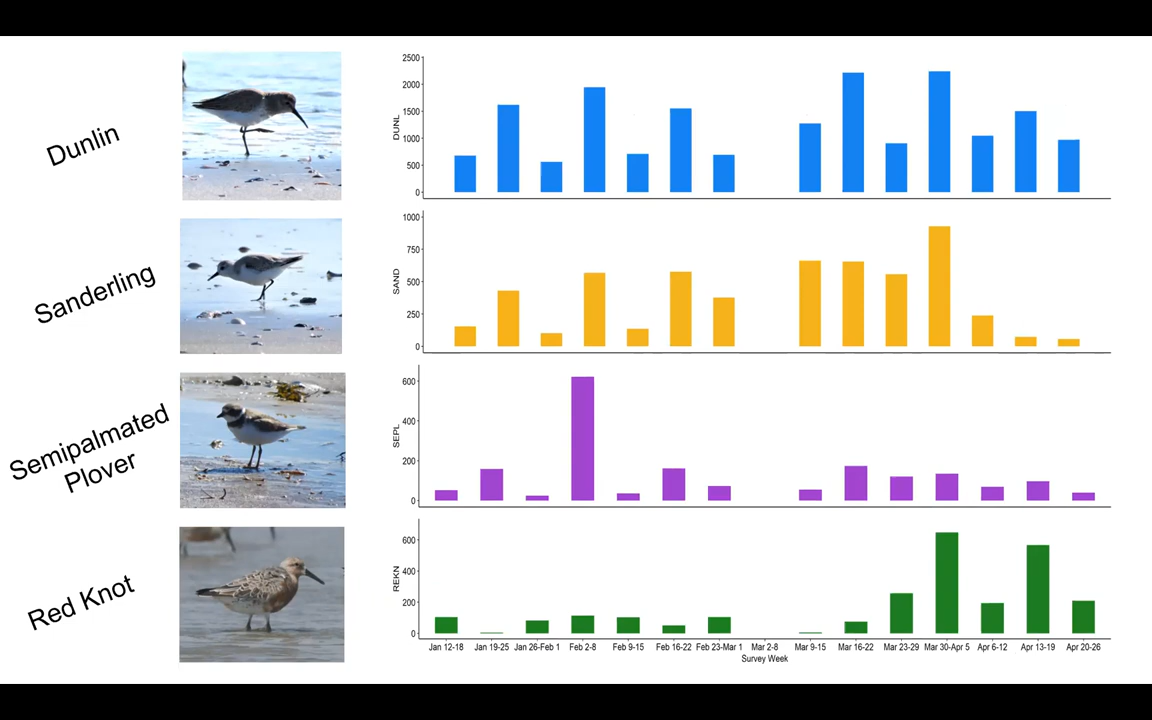 Dunlin
2500
2000
1500
1000
500
0
DUNL
Sanderling
1000
750
500
250
0
SAND
Semipalmated
Plover
600
400
200
0
SEPL
Red Knot
600
400
200
0
REKN
Jan 12-18 Jan 19-25 Jan 26-Feb 1 Feb 2-8 Feb 9-15 Feb 16-22 Feb 23-Mar 1 Mar 2-8 Mar 9-15 Mar 16-22 Mar 23-29 Mar 30-Apr 5 Apr 6-12 Apr 13-19 Apr 20-26
Survey Week